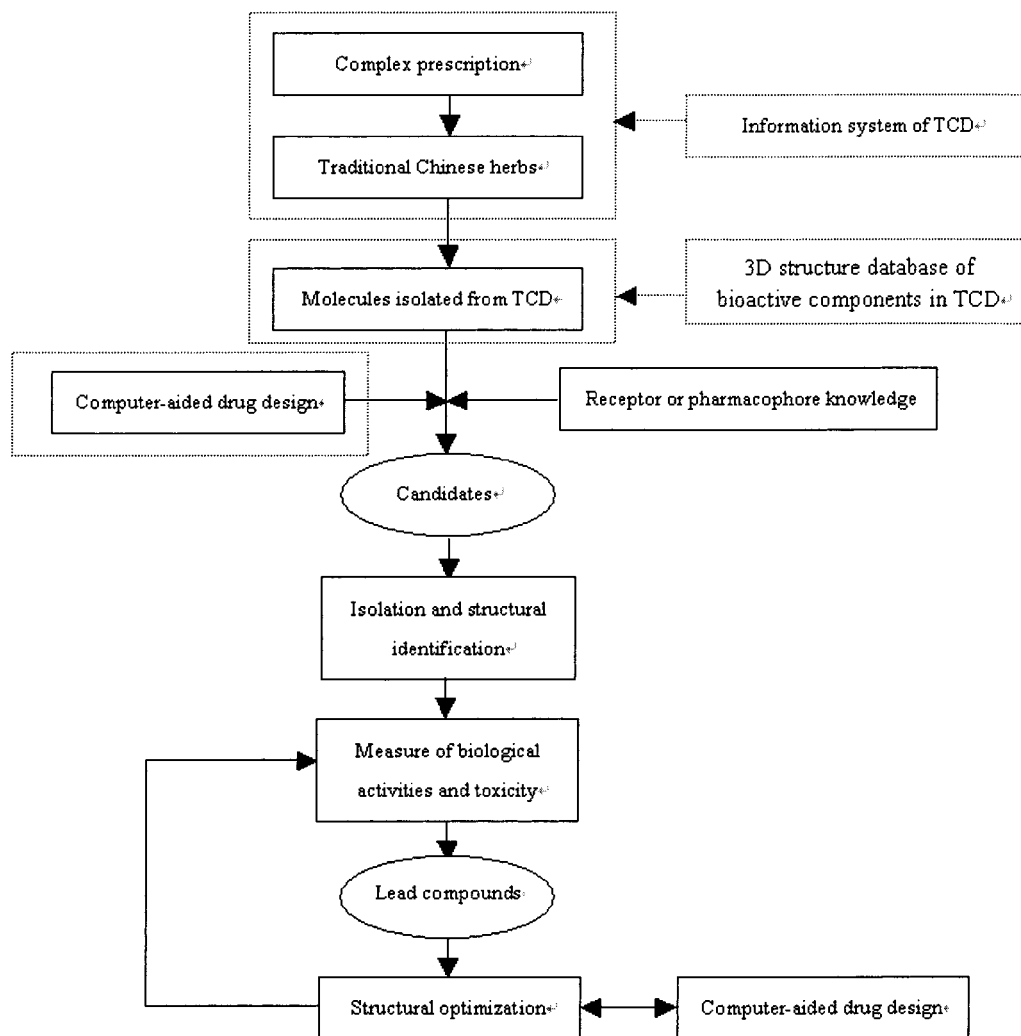 Complex prescription
Information system of TCD
Traditional Chinese herbs
Molecules isolated from TCD
3D structure database of
bioactive components in TCD
Computer-aided drug design
Receptor or pharmacophore knowledge
Candidates
Isolation and structural
identification
Measure of biological
activities and toxicity
Lead compounds
Structural optimization
Computer-aided drug design